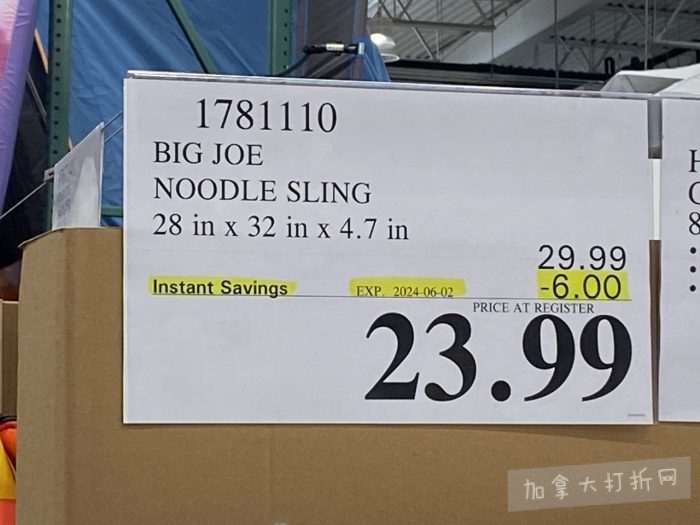 1781110
BIG JOE
NOODLE SLING
28 in x 32 in x 4.7 in
29.99
Instant Savings EXP. 2024-06-02 -6.00
PRICE AT REGISTER
23.99
H
8
加拿大打折网